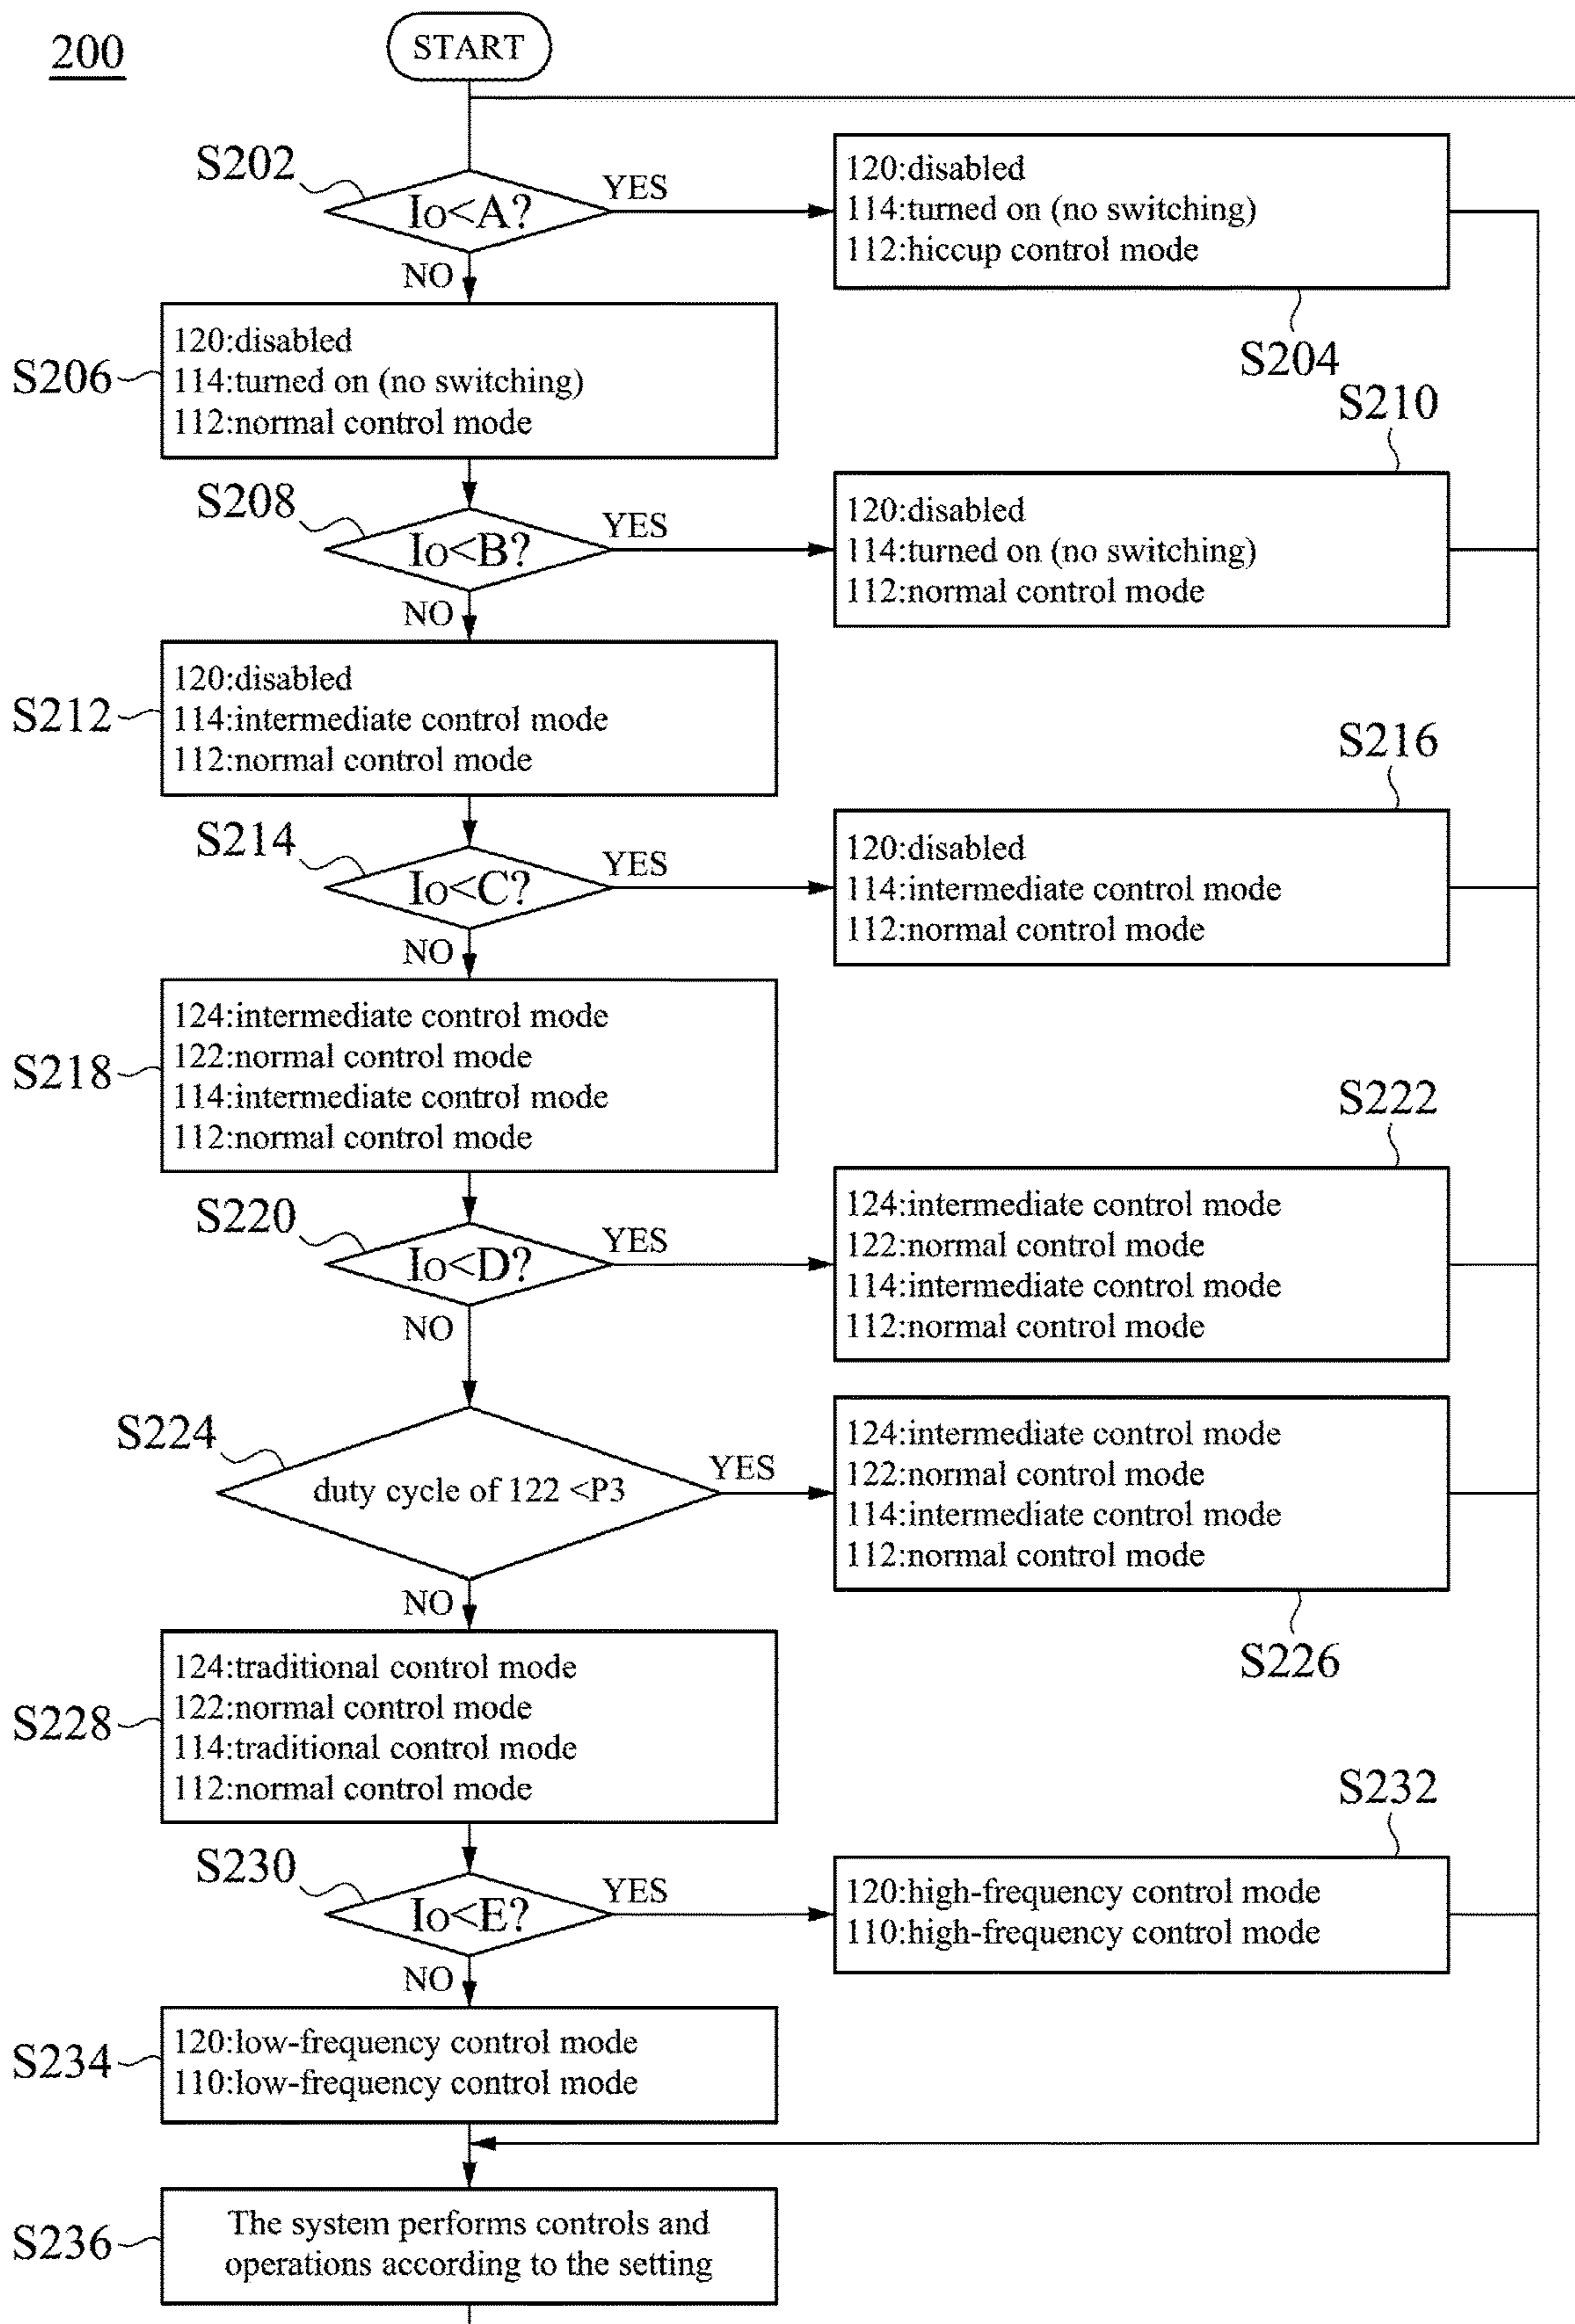 200
START
S202
Io<A?
YES
NO
120:disabled
114:turned on (no switching)
112:hiccup control mode
S204
S206
120:disabled
114:turned on (no switching)
112:normal control mode
S208
Io<B?
YES
NO
S210
120:disabled
114:turned on (no switching)
112:normal control mode
S212
120:disabled
114:intermediate control mode
112:normal control mode
S214
Io<C?
YES
NO
S216
120:disabled
114:intermediate control mode
112:normal control mode
S218
124:intermediate control mode
122:normal control mode
114:intermediate control mode
112:normal control mode
S220
Io<D?
YES
NO
S222
124:intermediate control mode
122:normal control mode
114:intermediate control mode
112:normal control mode
S224
duty cycle of 122 <P3
YES
NO
124:intermediate control mode
122:normal control mode
114:intermediate control mode
112:normal control mode
S226
S228
124:traditional control mode
122:normal control mode
114:traditional control mode
112:normal control mode
S230
Io<E?
YES
NO
S232
120:high-frequency control mode
110:high-frequency control mode
S234
120:low-frequency control mode
110:low-frequency control mode
S236
The system performs controls and
operations according to the setting